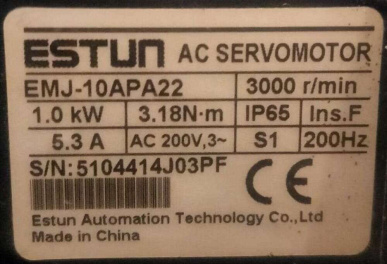 ESTUN AC SERVOMOTOR
EMJ-10APA22 3000 r/min
1.0 kW 3.18N·m IP65 Ins.F
5.3 A AC 200V,3~ S1 200Hz
S/N:5104414J03PF
CE
Estun Automation Technology Co.,Ltd
Made in China